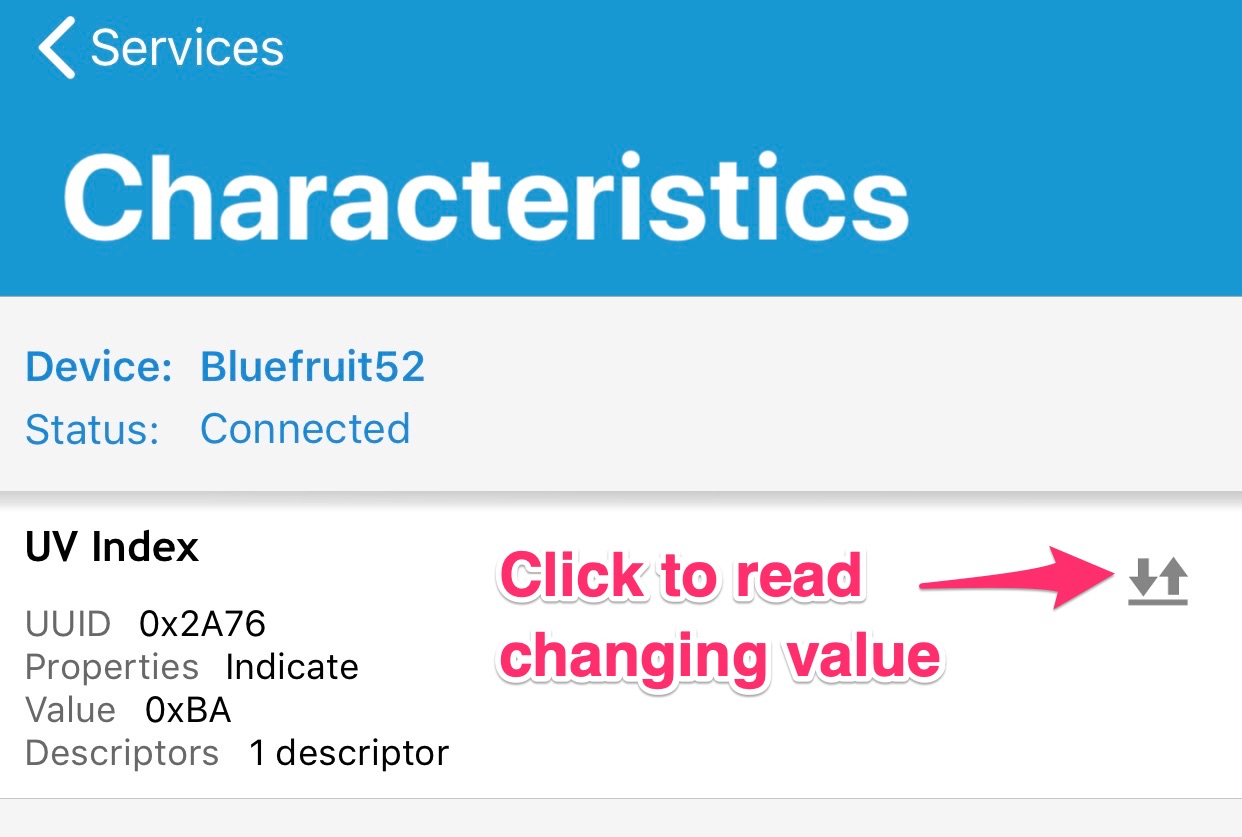 Services
Characteristics
Device: Bluefruit52
Status: Connected
UV Index
Click to read
changing value
UUID 0x2A76
Properties Indicate
Value 0xBA
Descriptors 1 descriptor